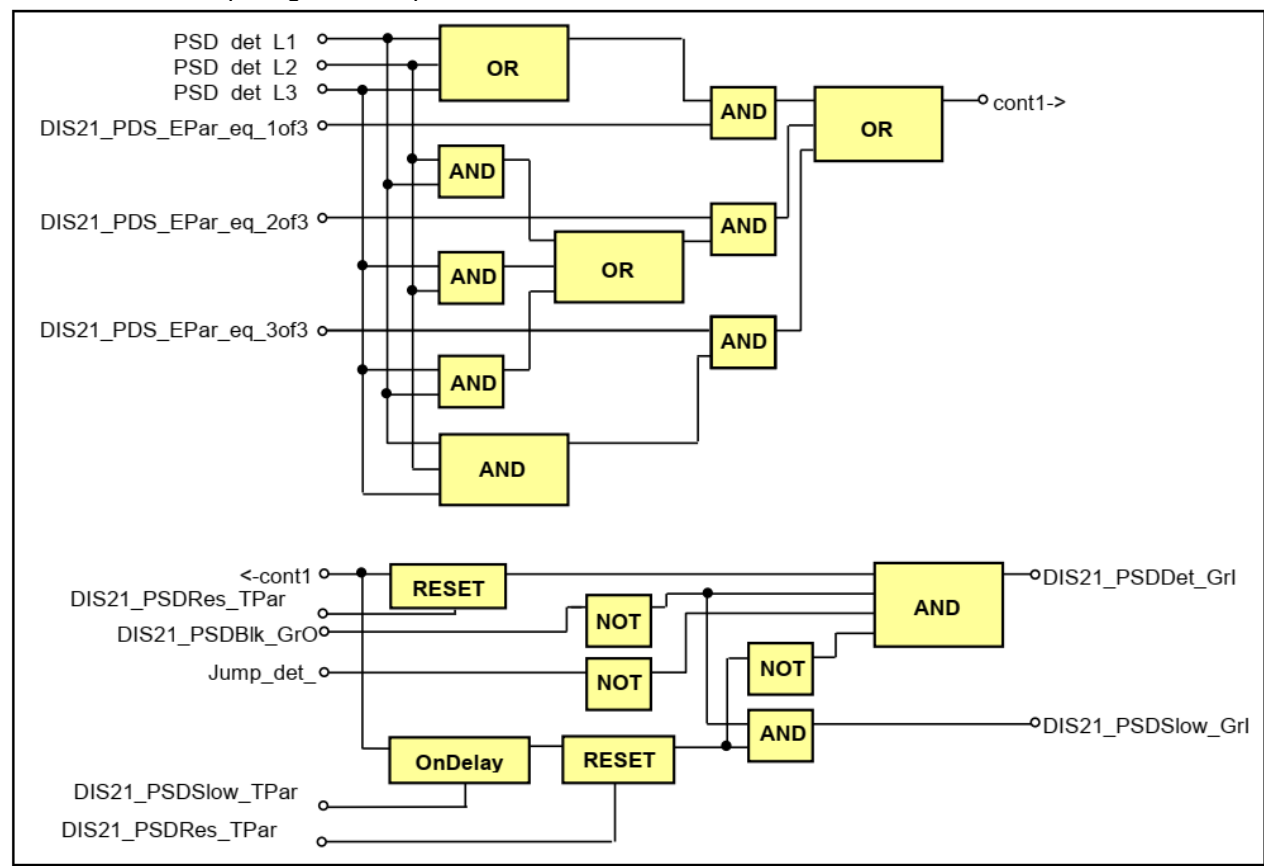 PSD det L1
PSD det L2
PSD det L3
OR
DIS21_PDS_EPar_eq_1of3
AND
OR
cont1->
AND
DIS21_PDS_EPar_eq_2of3
AND
AND
OR
DIS21_PDS_EPar_eq_3of3
AND
AND
AND
<-cont1
RESET
AND
DIS21_PSDDet_GrI
DIS21_PSDRes_TPar
DIS21_PSDBlk_GrO
NOT
Jump_det_
NOT
NOT
AND
DIS21_PSDSlow_GrI
OnDelay
RESET
DIS21_PSDSlow_TPar
DIS21_PSDRes_TPar